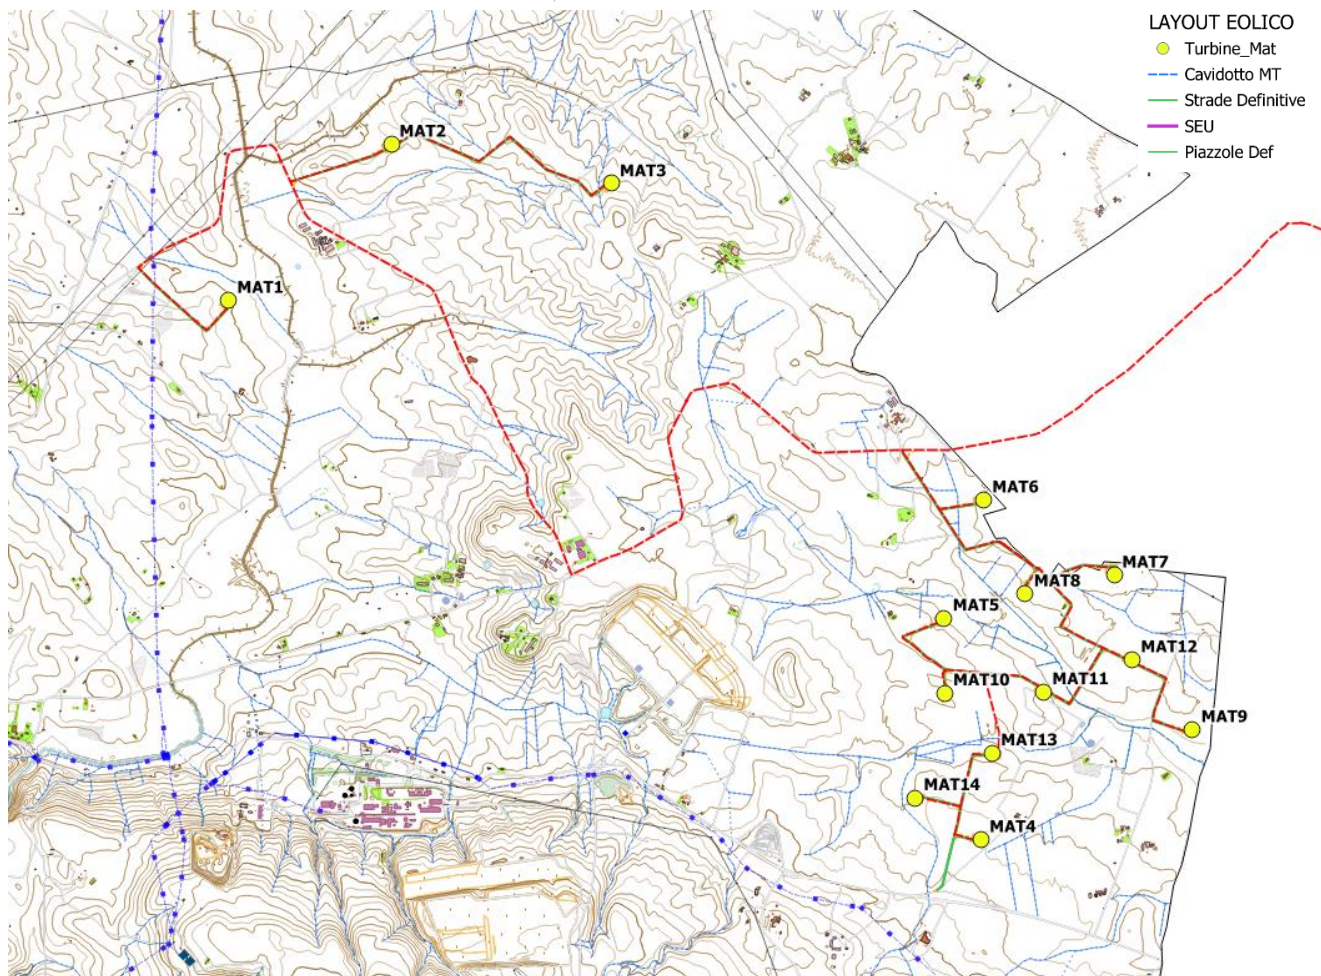 LAYOUT EOLICO
Turbine_Mat
Cavidotto MT
Strade Definitive
SEU
Piazzole Def
MAT2
MAT3
MAT1
MAT6
MAT7
MAT8
MAT5
MAT12
MAT10
MAT11
MAT9
MAT13
MAT14
MAT4